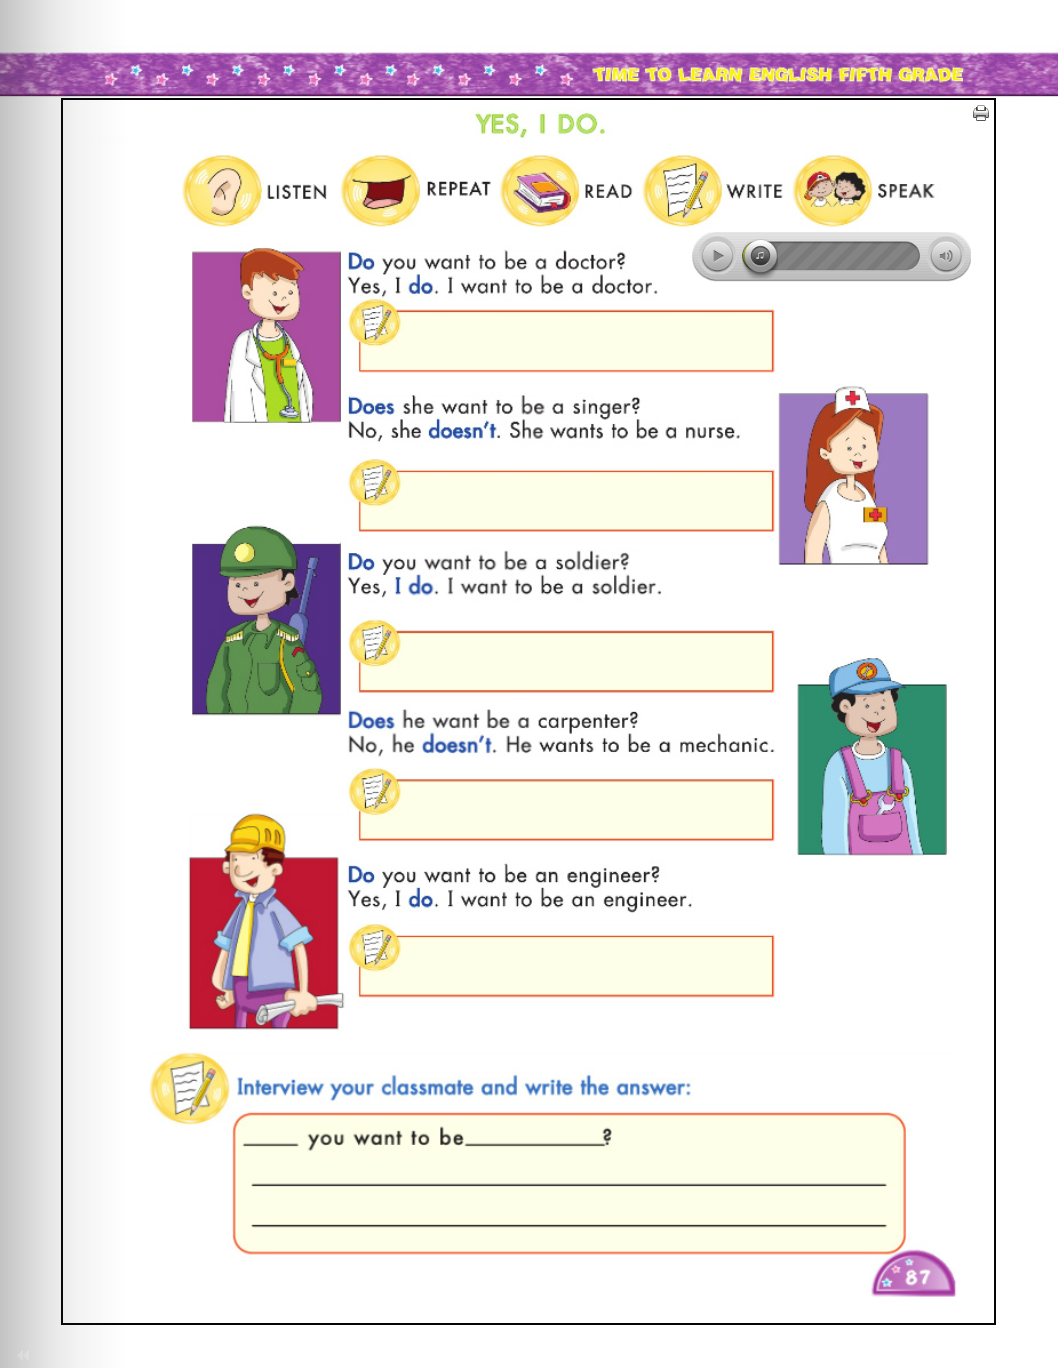 TIME TO LEARN ENGLISH FIFTH GRADE
YES, I DO.
LISTEN
REPEAT
READ
WRITE
SPEAK
Do you want to be a doctor?
Yes, I do. I want to be a doctor.
Does she want to be a singer?
No, she doesn't. She wants to be a nurse.
Do you want to be a soldier?
Yes, I do. I want to be a soldier.
Does he want be a carpenter?
No, he doesn't. He wants to be a mechanic.
Do you want to be an engineer?
Yes, I do. I want to be an engineer.
Interview your classmate and write the answer:
_____ you want to be____________?
87
44